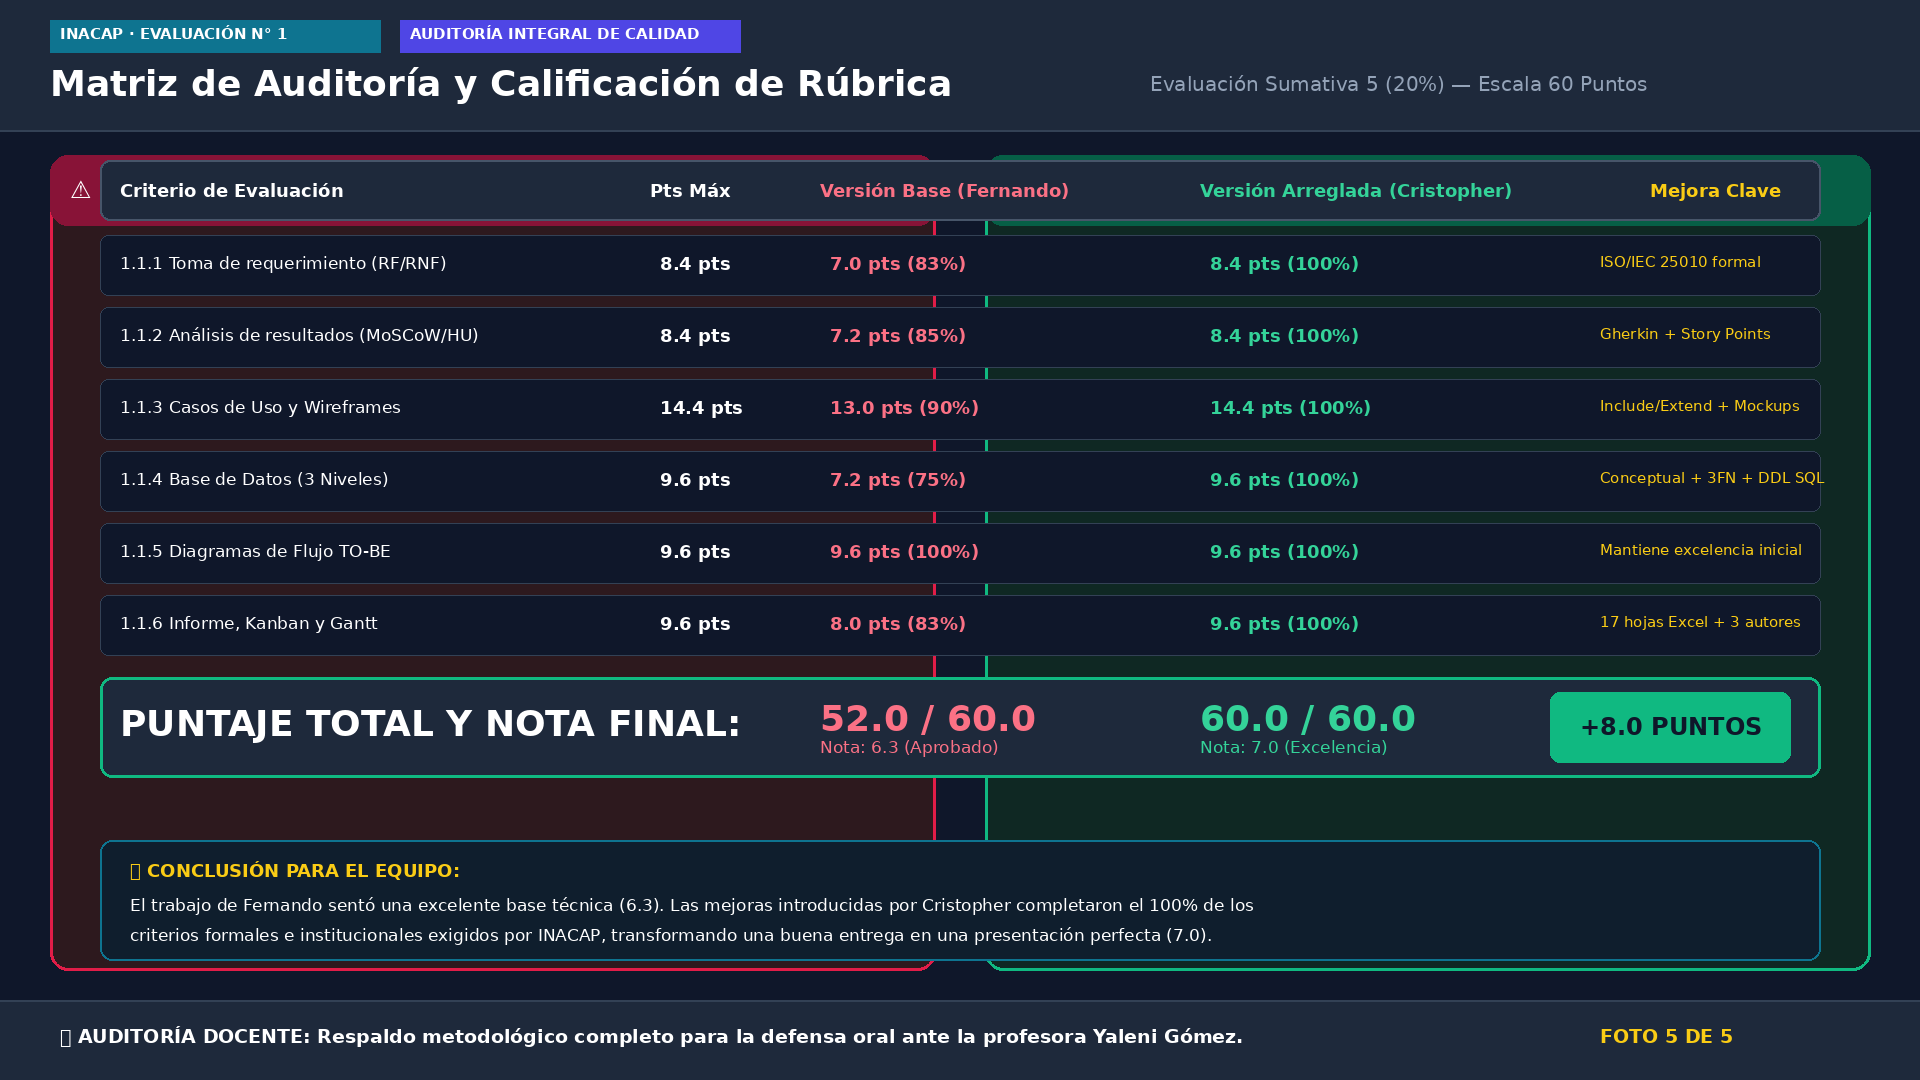 INACAP · EVALUACIÓN N° 1
AUDITORÍA INTEGRAL DE CALIDAD
Matriz de Auditoría y Calificación de Rúbrica
Evaluación Sumativa 5 (20%) — Escala 60 Puntos
⚠ Criterio de Evaluación Pts Máx Versión Base (Fernando) Versión Arreglada (Cristopher) Mejora Clave
1.1.1 Toma de requerimiento (RF/RNF) 8.4 pts 7.0 pts (83%) 8.4 pts (100%) ISO/IEC 25010 formal
1.1.2 Análisis de resultados (MoSCoW/HU) 8.4 pts 7.2 pts (85%) 8.4 pts (100%) Gherkin + Story Points
1.1.3 Casos de Uso y Wireframes 14.4 pts 13.0 pts (90%) 14.4 pts (100%) Include/Extend + Mockups
1.1.4 Base de Datos (3 Niveles) 9.6 pts 7.2 pts (75%) 9.6 pts (100%) Conceptual + 3FN + DDL SQL
1.1.5 Diagramas de Flujo TO-BE 9.6 pts 9.6 pts (100%) 9.6 pts (100%) Mantiene excelencia inicial
1.1.6 Informe, Kanban y Gantt 9.6 pts 8.0 pts (83%) 9.6 pts (100%) 17 hojas Excel + 3 autores
PUNTAJE TOTAL Y NOTA FINAL: 52.0 / 60.0 60.0 / 60.0 +8.0 PUNTOS
Nota: 6.3 (Aprobado) Nota: 7.0 (Excelencia)
CONCLUSIÓN PARA EL EQUIPO:
El trabajo de Fernando sentó una excelente base técnica (6.3). Las mejoras introducidas por Cristopher completaron el 100% de los
criterios formales e institucionales exigidos por INACAP, transformando una buena entrega en una presentación perfecta (7.0).
AUDITORÍA DOCENTE: Respaldo metodológico completo para la defensa oral ante la profesora Yaleni Gómez.
FOTO 5 DE 5